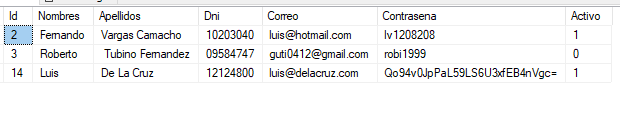 Id Nombres Apellidos Dni Correo Contrasena Activo
2 Fernando Vargas Camacho 10203040 luis@hotmail.com lv1208208 1
3 Roberto Tubino Fernandez 09584747 guti0412@gmail.com robi1999 0
14 Luis De La Cruz 12124800 luis@delacruz.com Qo94v0JpPaL59LS6U3xfEB4nVgc= 1